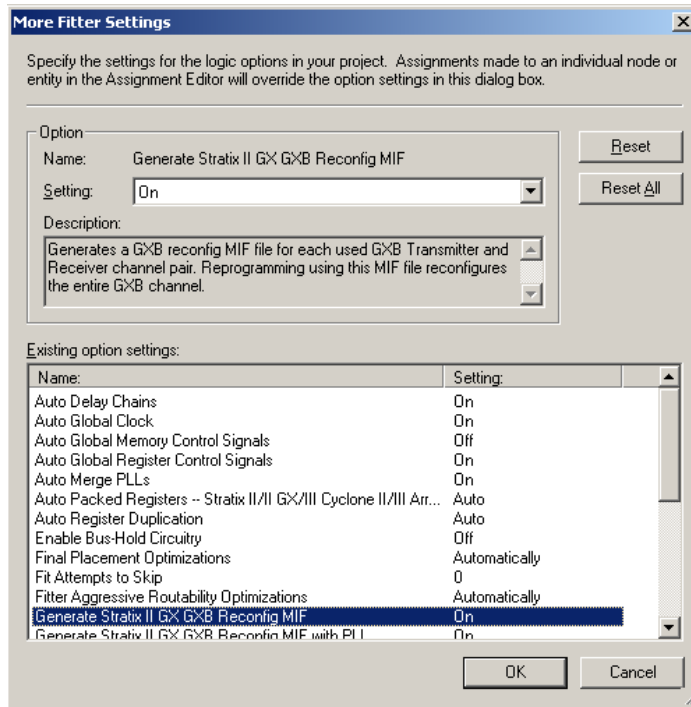 More Fitter Settings
Specify the settings for the logic options in your project. Assignments made to an individual node or
entity in the Assignment Editor will override the option settings in this dialog box.
Option
Name: Generate Stratix II GX GXB Reconfig MIF
Setting: On
Description:
Generates a GXB reconfig MIF file for each used GXB Transmitter and
Receiver channel pair. Reprogramming using this MIF file reconfigures
the entire GXB channel.
Reset
Reset All
Existing option settings:
Name: Setting:
Auto Delay Chains On
Auto Global Clock On
Auto Global Memory Control Signals Off
Auto Global Register Control Signals On
Auto Merge PLLs On
Auto Packed Registers -- Stratix II/II GX/III Cyclone II/III Arr... Auto
Auto Register Duplication Auto
Enable Bus-Hold Circuitry Off
Final Placement Optimizations Automatically
Fit Attempts to Skip 0
Fitter Aggressive Routability Optimizations Automatically
Generate Stratix II GX GXB Reconfig MIF On
Generate Stratix II GX GXB Reconfig MIF with PLL On
OK Cancel